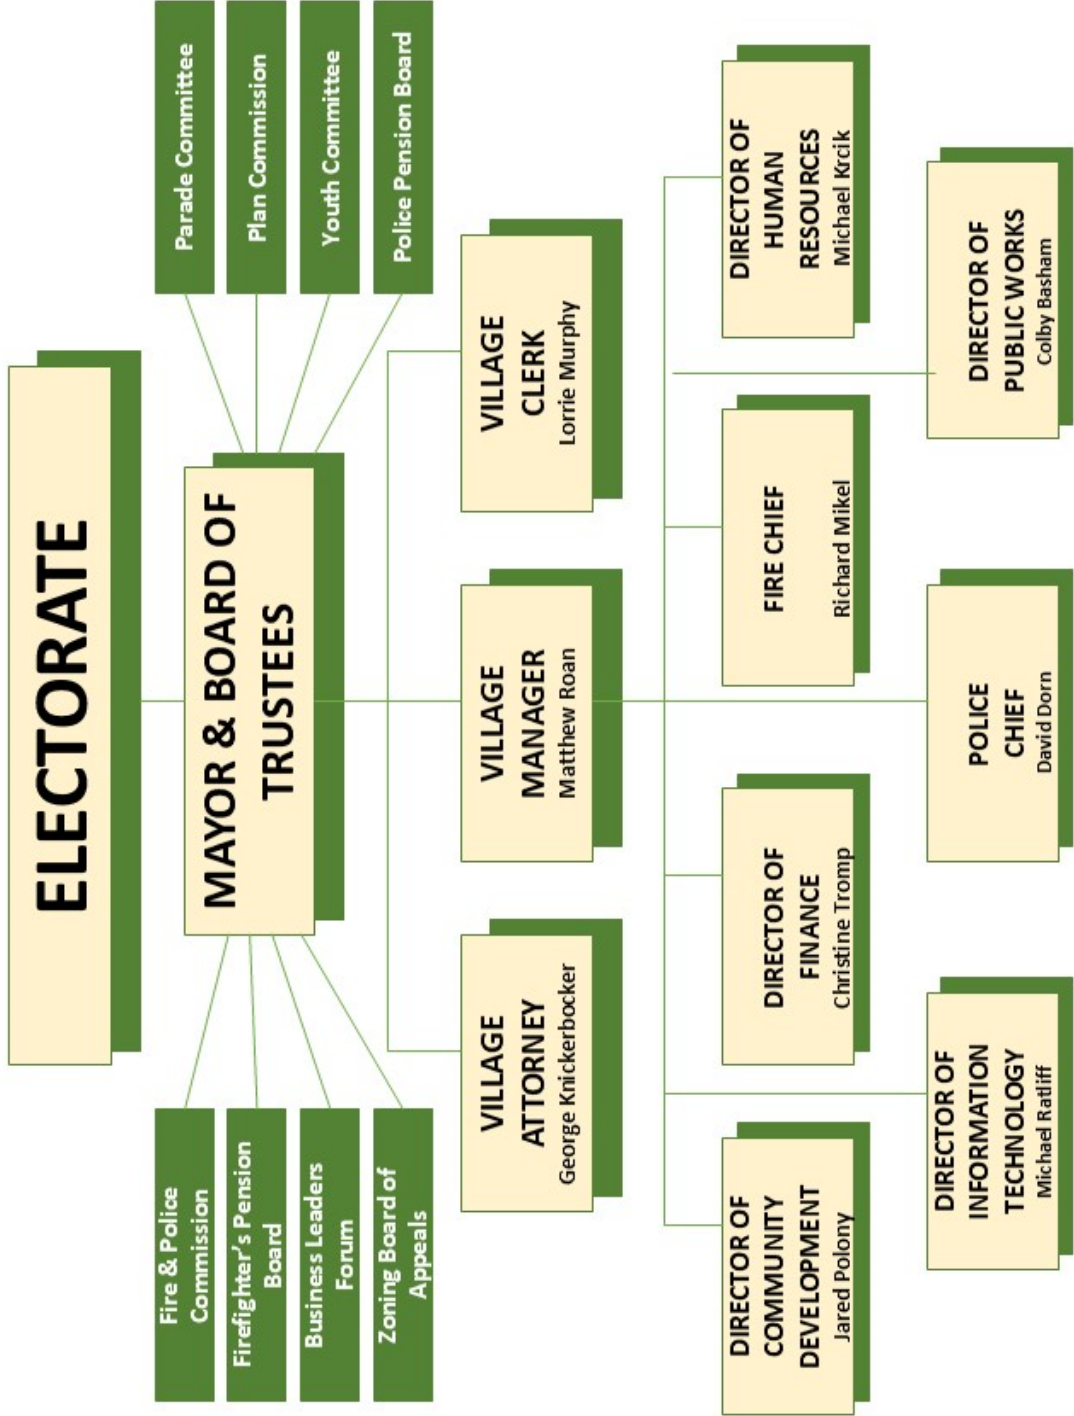 ELECTORATE
Fire & Police
Commission
Firefighter's Pension
Board
Business Leaders
Forum
Zoning Board of
Appeals
MAYOR & BOARD OF
TRUSTEES
Parade Committee
Plan Commission
Youth Committee
Police Pension Board
VILLAGE
ATTORNEY
George Knickerbocker
VILLAGE
MANAGER
Matthew Roan
VILLAGE
CLERK
Lorrie Murphy
DIRECTOR OF
COMMUNITY
DEVELOPMENT
Jared Polony
DIRECTOR OF
FINANCE
Christine Tromp
FIRE CHIEF
Richard Mikel
DIRECTOR OF
HUMAN
RESOURCES
Michael Krcik
DIRECTOR OF
INFORMATION
TECHNOLOGY
Michael Ratliff
POLICE
CHIEF
David Dorn
DIRECTOR OF
PUBLIC WORKS
Colby Basham